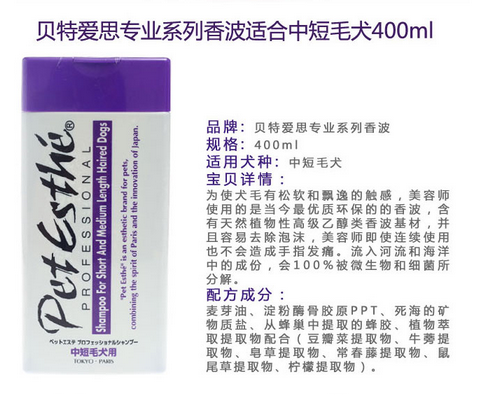 贝特爱思专业系列香波适合中短毛犬400ml
Pet Esthé®
PROFESSIONAL
Shampoo For Short And Medium Length Haired Dogs
"Pet Esthé" is an esthetic brand for pets,
combining the spirit of Paris and the innovation of Japan.
ペットエステ プロフェッショナルシャンプー
中短毛犬用
TOKYO・PARIS
品牌：贝特爱思专业系列香波
规格：400ml
适用犬种：中短毛犬
宝贝详情：
为使犬毛有松软和飘逸的触感，美容师
使用的是当今最优质环保的的香波，含
有天然植物性高级乙醇类香波基材，并
且容易去除泡沫，美容师即使连续使用
也不会造成手指发痛。流入河流和海洋
中的成份，会100%被微生物和细菌所
分解。
配方成分：
麦芽油、淀粉酶骨胶原PPT、死海的矿
物质盐、从蜂巢中提取的蜂胶、植物萃
取提取物配合（豆瓣菜提取物、牛蒡提
取物、皂草提取物、常春藤提取物、鼠
尾草提取物、柠檬提取物）。